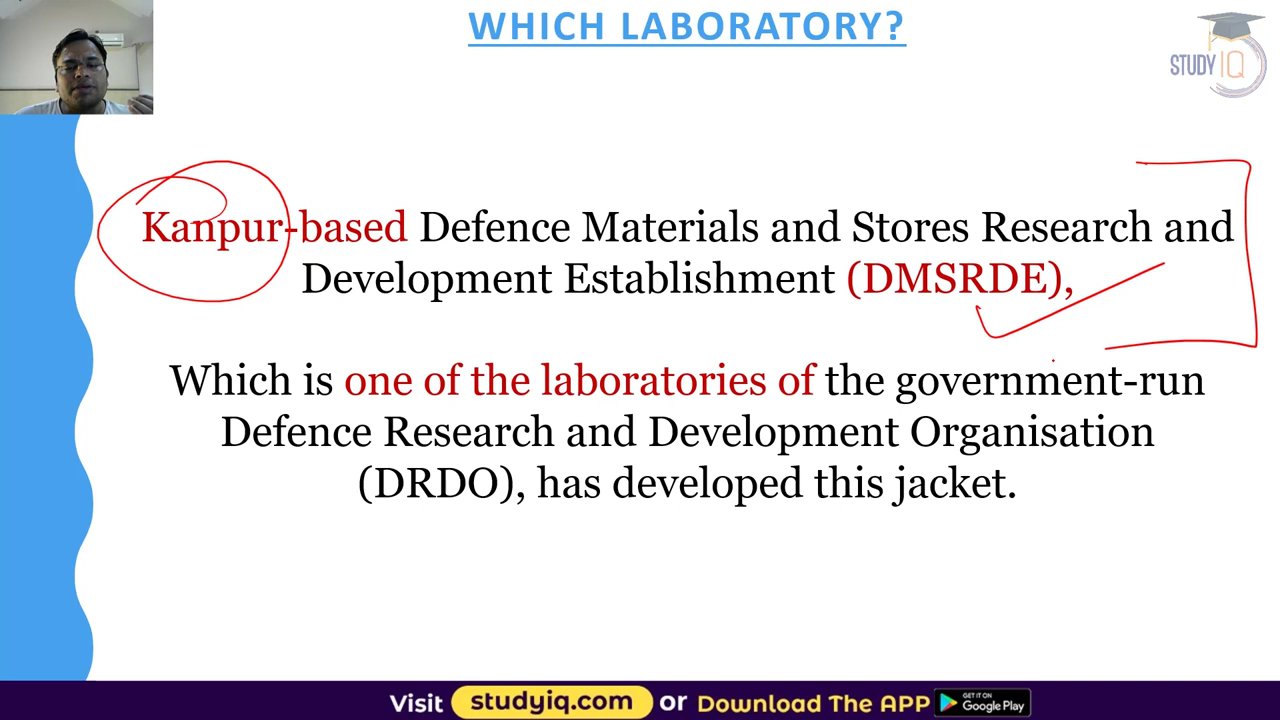 WHICH LABORATORY?
STUDY IQ
Kanpur-based Defence Materials and Stores Research and
Development Establishment (DMSRDE),
Which is one of the laboratories of the government-run
Defence Research and Development Organisation
(DRDO), has developed this jacket.
Visit studyiq.com or Download The APP GET IT ON Google Play